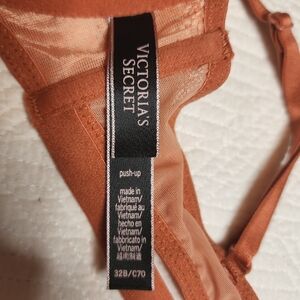 VICTORIA'S
SECRET
push-up
made in
Vietnam/
fabriqué au
Vietnam/
hecho en
Vietnam/
fabbricato in
Vietnam/
越南制造
32B/C70